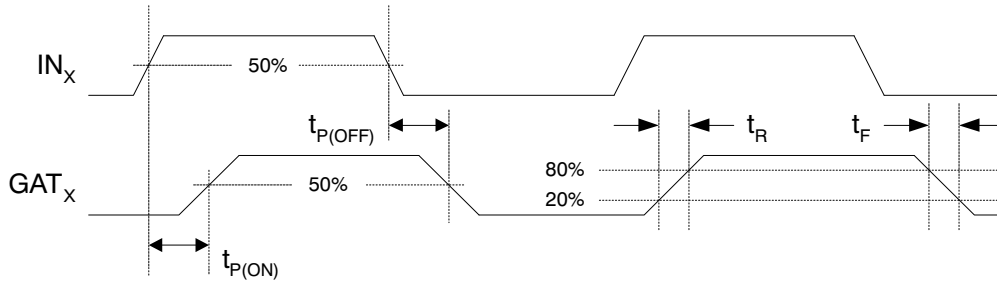 IN_X
50%
t_P(OFF)
t_R
t_F
GAT_X
50%
80%
20%
t_P(ON)